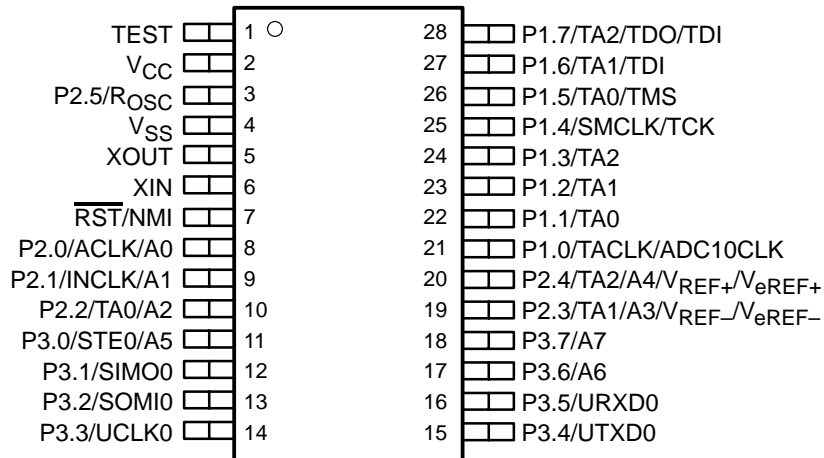 TEST 1 28 P1.7/TA2/TDO/TDI
VCC 2 27 P1.6/TA1/TDI
P2.5/ROSC 3 26 P1.5/TA0/TMS
VSS 4 25 P1.4/SMCLK/TCK
XOUT 5 24 P1.3/TA2
XIN 6 23 P1.2/TA1
RST/NMI 7 22 P1.1/TA0
P2.0/ACLK/A0 8 21 P1.0/TACLK/ADC10CLK
P2.1/INCLK/A1 9 20 P2.4/TA2/A4/VREF+/VeREF+
P2.2/TA0/A2 10 19 P2.3/TA1/A3/VREF–/VeREF–
P3.0/STE0/A5 11 18 P3.7/A7
P3.1/SIMO0 12 17 P3.6/A6
P3.2/SOMI0 13 16 P3.5/URXD0
P3.3/UCLK0 14 15 P3.4/UTXD0